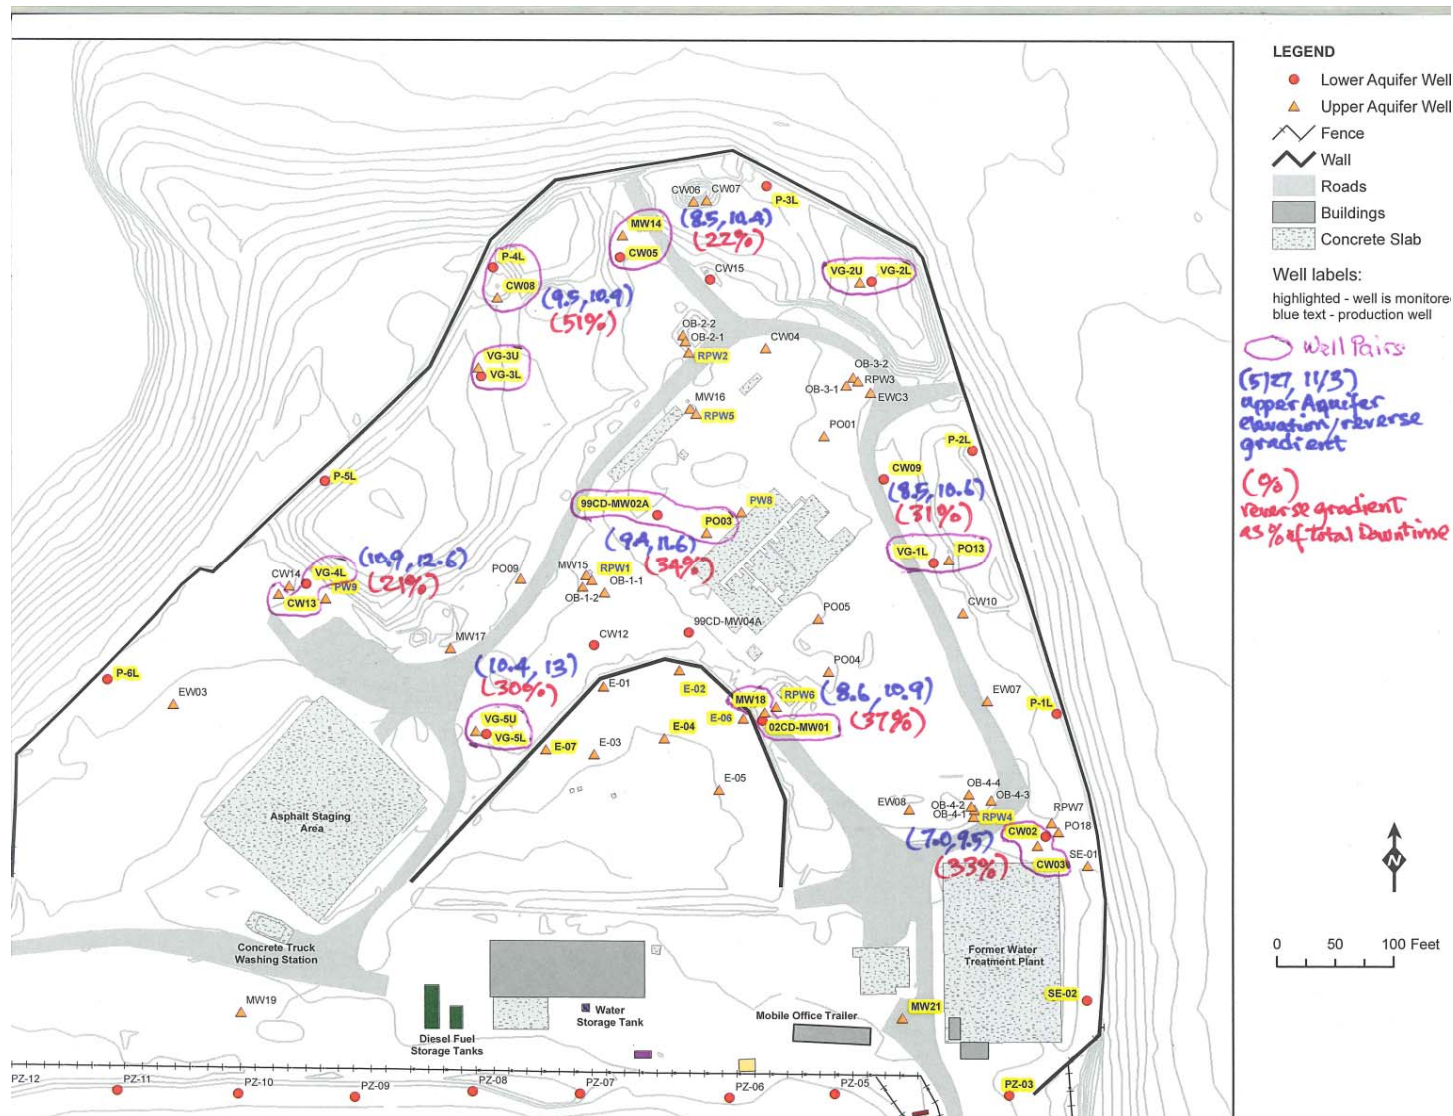 LEGEND
Lower Aquifer Well
Upper Aquifer Well
Fence
Wall
Roads
Buildings
Concrete Slab
Well labels:
highlighted - well is monitored
blue text - production well
Well Pairs
(5/27, 11/3)
upper Aquifer
elevation/reverse
gradient
(%)
reverse gradient
as % of total Downtime
N
0 50 100 Feet
CW06 CW07
P-3L
MW14
(8.5, 10.4)
(22%)
CW05
P-4L
CW08
(9.5, 10.9)
(51%)
CW15
VG-2U VG-2L
OB-2-2
OB-2-1
RPW2
CW04
VG-3U
VG-3L
OB-3-2
RPW3
OB-3-1
EWC3
MW16
RPW5
PO01
P-2L
P-5L
CW09
(8.5, 10.6)
(31%)
99CD-MW02A
PW8
PO03
(9.4, 11.6)
(34%)
VG-1L
PO13
CW14
VG-4L
PW9
CW13
(10.9, 12.6)
(21%)
PO09
MW15
RPW1
OB-1-1
OB-1-2
PO05
CW10
99CD-MW04A
CW12
MW17
PO04
P-6L
EW03
(10.4, 13)
(30%)
E-01
E-02
MW18
RPW6
(8.6, 10.9)
(37%)
EW07
P-1L
VG-5U
VG-5L
E-06
02CD-MW01
E-04
E-07
E-03
E-05
OB-4-4
OB-4-3
EW08
OB-4-2
OB-4-1
RPW4
RPW7
PO18
CW02
(7.0, 9.5)
(33%)
CW03
SE-01
Asphalt Staging
Area
Concrete Truck
Washing Station
Former Water
Treatment Plant
SE-02
MW19
Water
Storage Tank
Mobile Office Trailer
MW21
Diesel Fuel
Storage Tanks
PZ-12
PZ-11
PZ-10
PZ-09
PZ-08
PZ-07
PZ-06
PZ-05
PZ-03